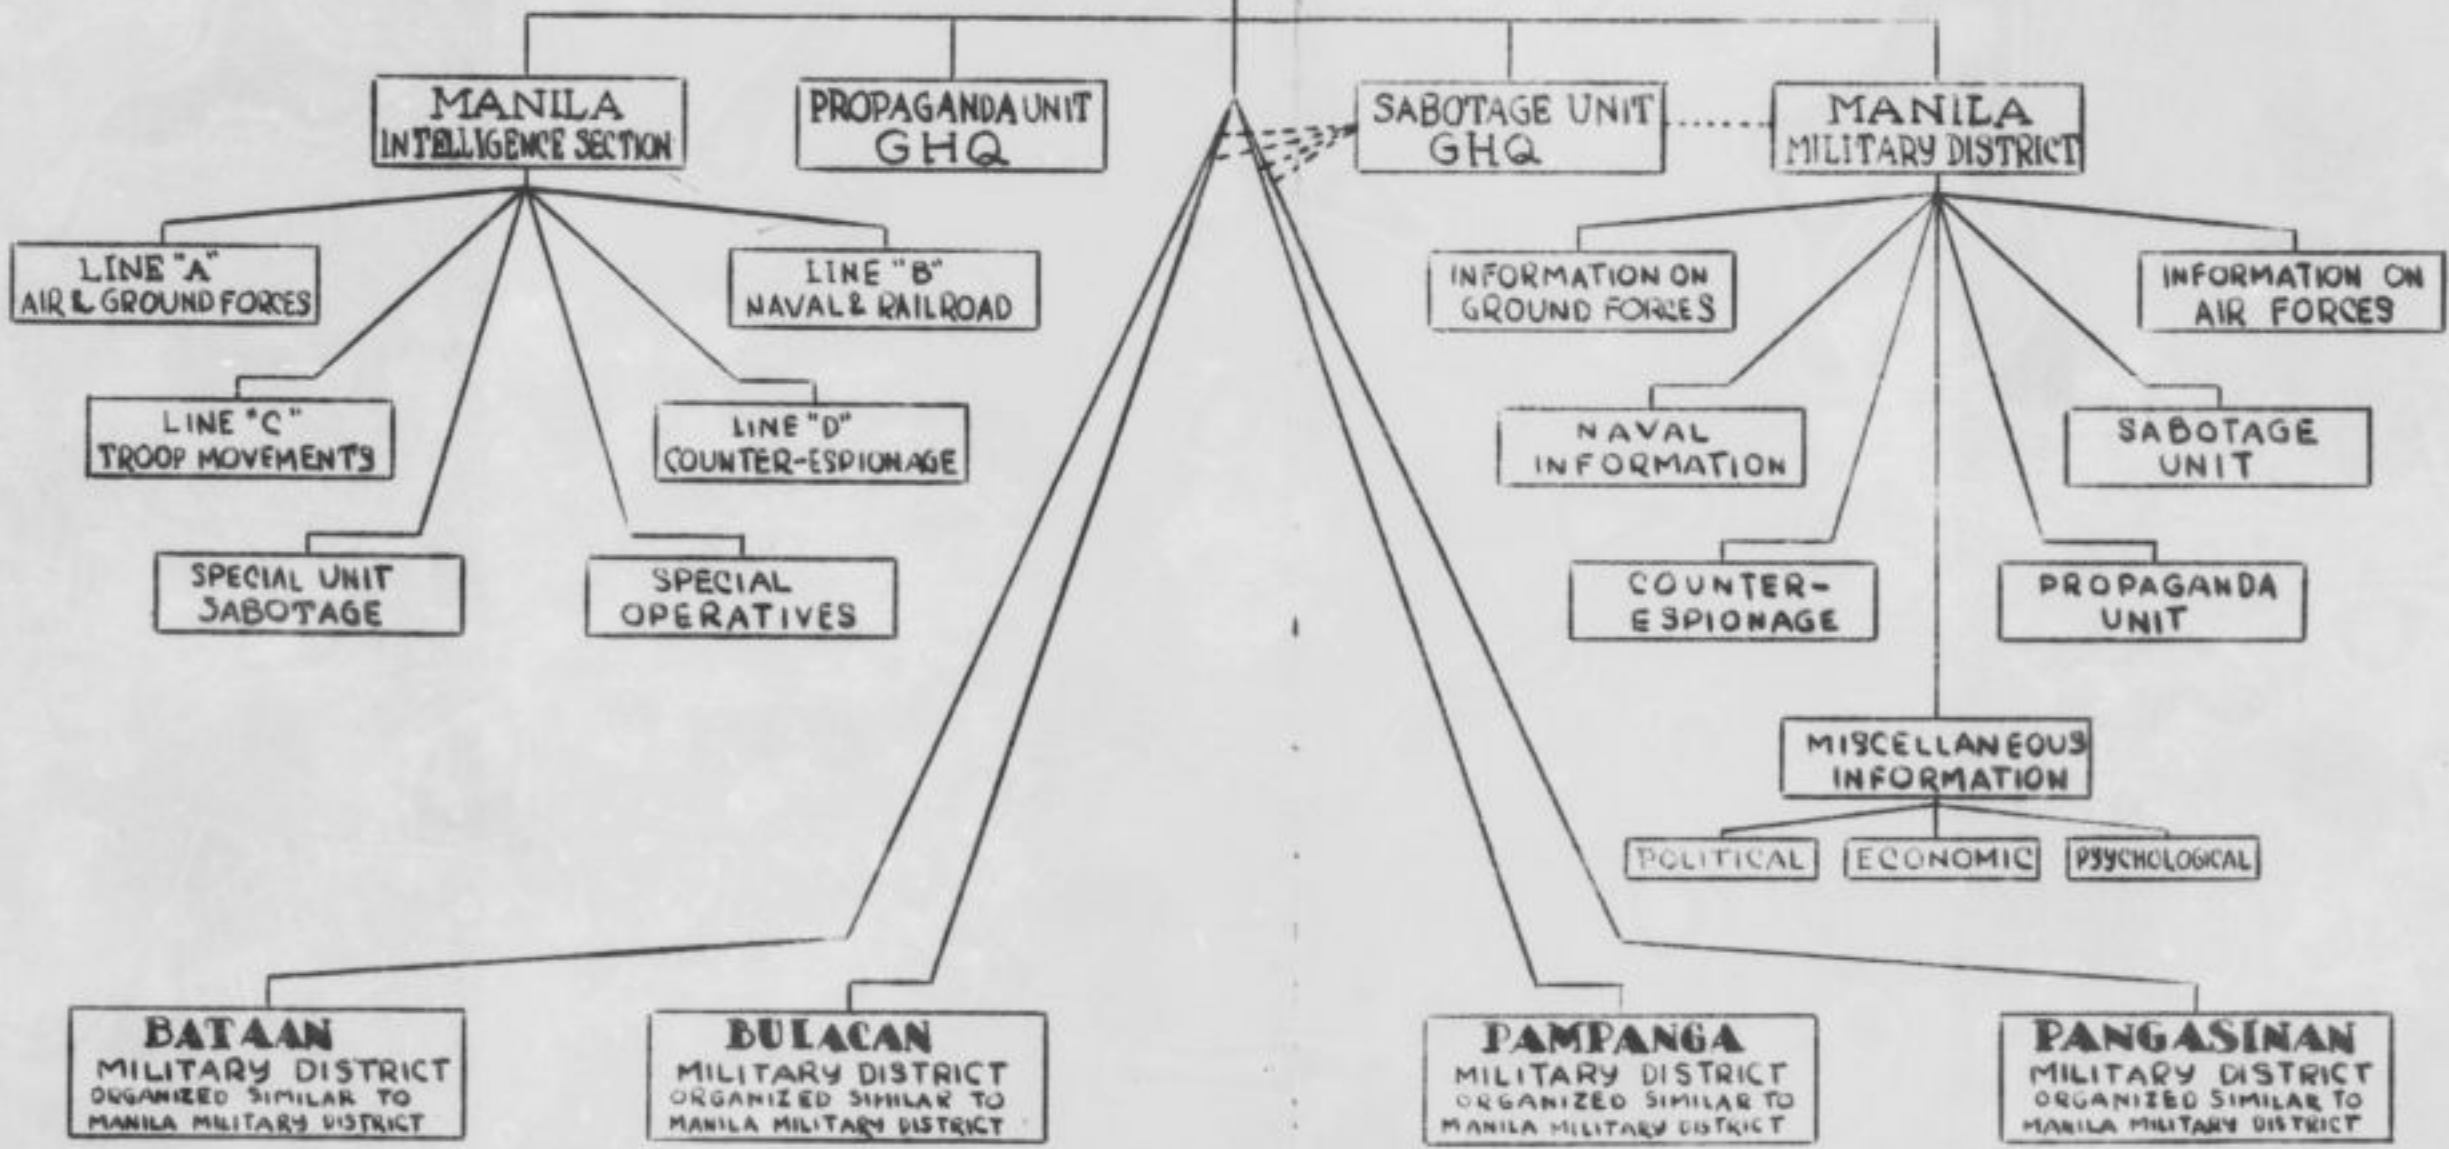 MANILA
INTELLIGENCE SECTION
PROPAGANDA UNIT
GHQ
SABOTAGE UNIT
GHQ
MANILA
MILITARY DISTRICT
LINE "A"
AIR & GROUND FORCES
LINE "B"
NAVAL & RAILROAD
INFORMATION ON
GROUND FORCES
INFORMATION ON
AIR FORCES
LINE "C"
TROOP MOVEMENTS
LINE "D"
COUNTER-ESPIONAGE
NAVAL
INFORMATION
SABOTAGE
UNIT
SPECIAL UNIT
SABOTAGE
SPECIAL
OPERATIVES
COUNTER-
ESPIONAGE
PROPAGANDA
UNIT
MISCELLANEOUS
INFORMATION
POLITICAL
ECONOMIC
PSYCHOLOGICAL
BATAAN
MILITARY DISTRICT
ORGANIZED SIMILAR TO
MANILA MILITARY DISTRICT
BULACAN
MILITARY DISTRICT
ORGANIZED SIMILAR TO
MANILA MILITARY DISTRICT
PAMPANGA
MILITARY DISTRICT
ORGANIZED SIMILAR TO
MANILA MILITARY DISTRICT
PANGASINAN
MILITARY DISTRICT
ORGANIZED SIMILAR TO
MANILA MILITARY DISTRICT